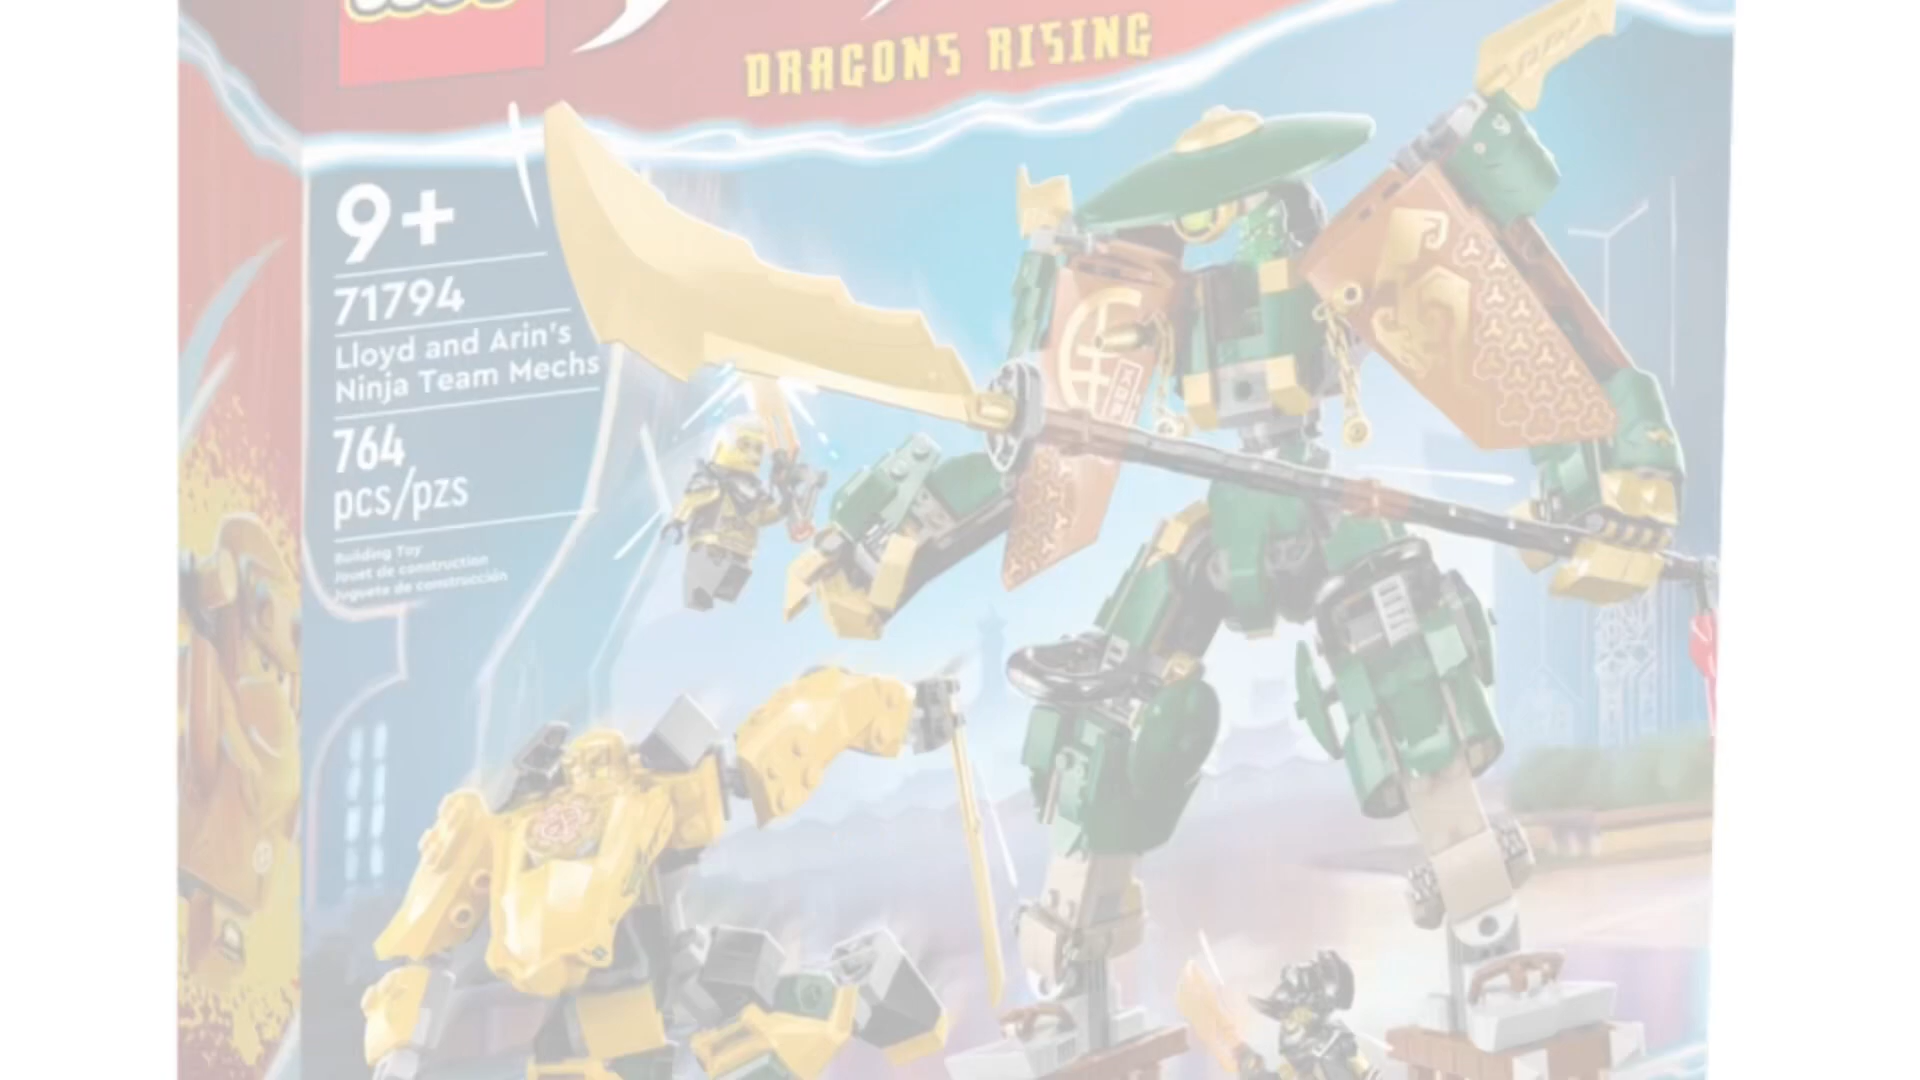 DRAGONS RISING
9+
71794
Lloyd and Arin's
Ninja Team Mechs
764
pcs/pzs
Building Toy
Jouet de construction
Juguete de construcción